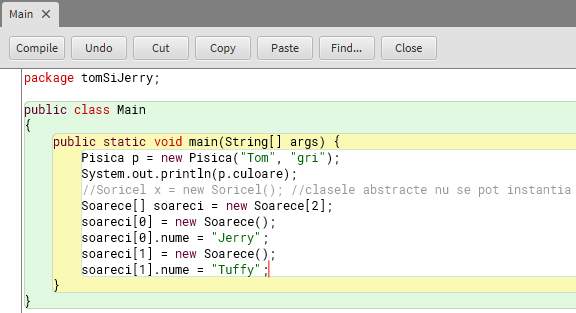 Main ✕
Compile Undo Cut Copy Paste Find... Close
package tomSiJerry;
public class Main
{
    public static void main(String[] args) {
        Pisica p = new Pisica("Tom", "gri");
        System.out.println(p.culoare);
        //Soricel x = new Soricel(); //clasele abstracte nu se pot instantia
        Soarece[] soareci = new Soarece[2];
        soareci[0] = new Soarece();
        soareci[0].nume = "Jerry";
        soareci[1] = new Soarece();
        soareci[1].nume = "Tuffy";
    }
}